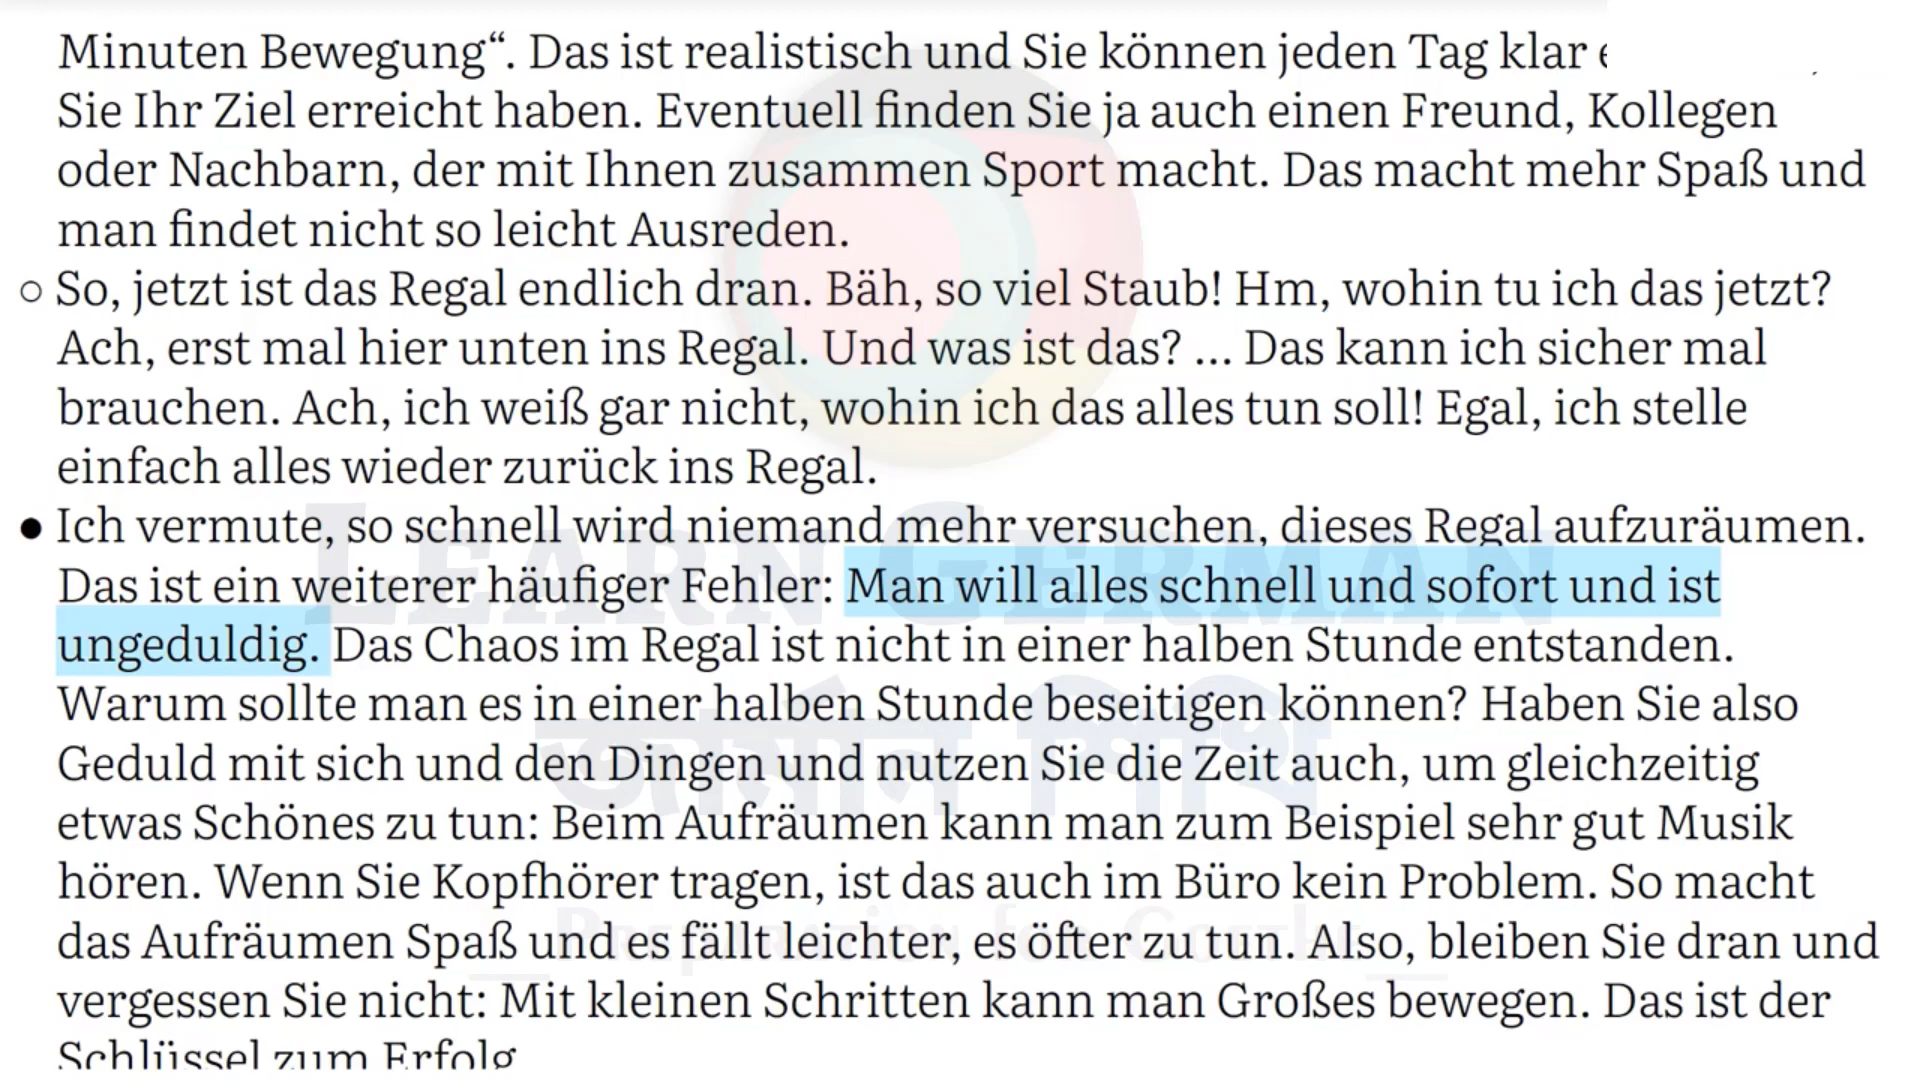 Minuten Bewegung“. Das ist realistisch und Sie können jeden Tag klar
Sie Ihr Ziel erreicht haben. Eventuell finden Sie ja auch einen Freund, Kollegen
oder Nachbarn, der mit Ihnen zusammen Sport macht. Das macht mehr Spaß und
man findet nicht so leicht Ausreden.
○ So, jetzt ist das Regal endlich dran. Bäh, so viel Staub! Hm, wohin tu ich das jetzt?
Ach, erst mal hier unten ins Regal. Und was ist das? ... Das kann ich sicher mal
brauchen. Ach, ich weiß gar nicht, wohin ich das alles tun soll! Egal, ich stelle
einfach alles wieder zurück ins Regal.
● Ich vermute, so schnell wird niemand mehr versuchen, dieses Regal aufzuräumen.
Das ist ein weiterer häufiger Fehler: Man will alles schnell und sofort und ist
ungeduldig. Das Chaos im Regal ist nicht in einer halben Stunde entstanden.
Warum sollte man es in einer halben Stunde beseitigen können? Haben Sie also
Geduld mit sich und den Dingen und nutzen Sie die Zeit auch, um gleichzeitig
etwas Schönes zu tun: Beim Aufräumen kann man zum Beispiel sehr gut Musik
hören. Wenn Sie Kopfhörer tragen, ist das auch im Büro kein Problem. So macht
das Aufräumen Spaß und es fällt leichter, es öfter zu tun. Also, bleiben Sie dran und
vergessen Sie nicht: Mit kleinen Schritten kann man Großes bewegen. Das ist der
Schlüssel zum Erfolg
LEARN GERMAN
জার্মান শিখি
PREPARATION FOR GOETHE